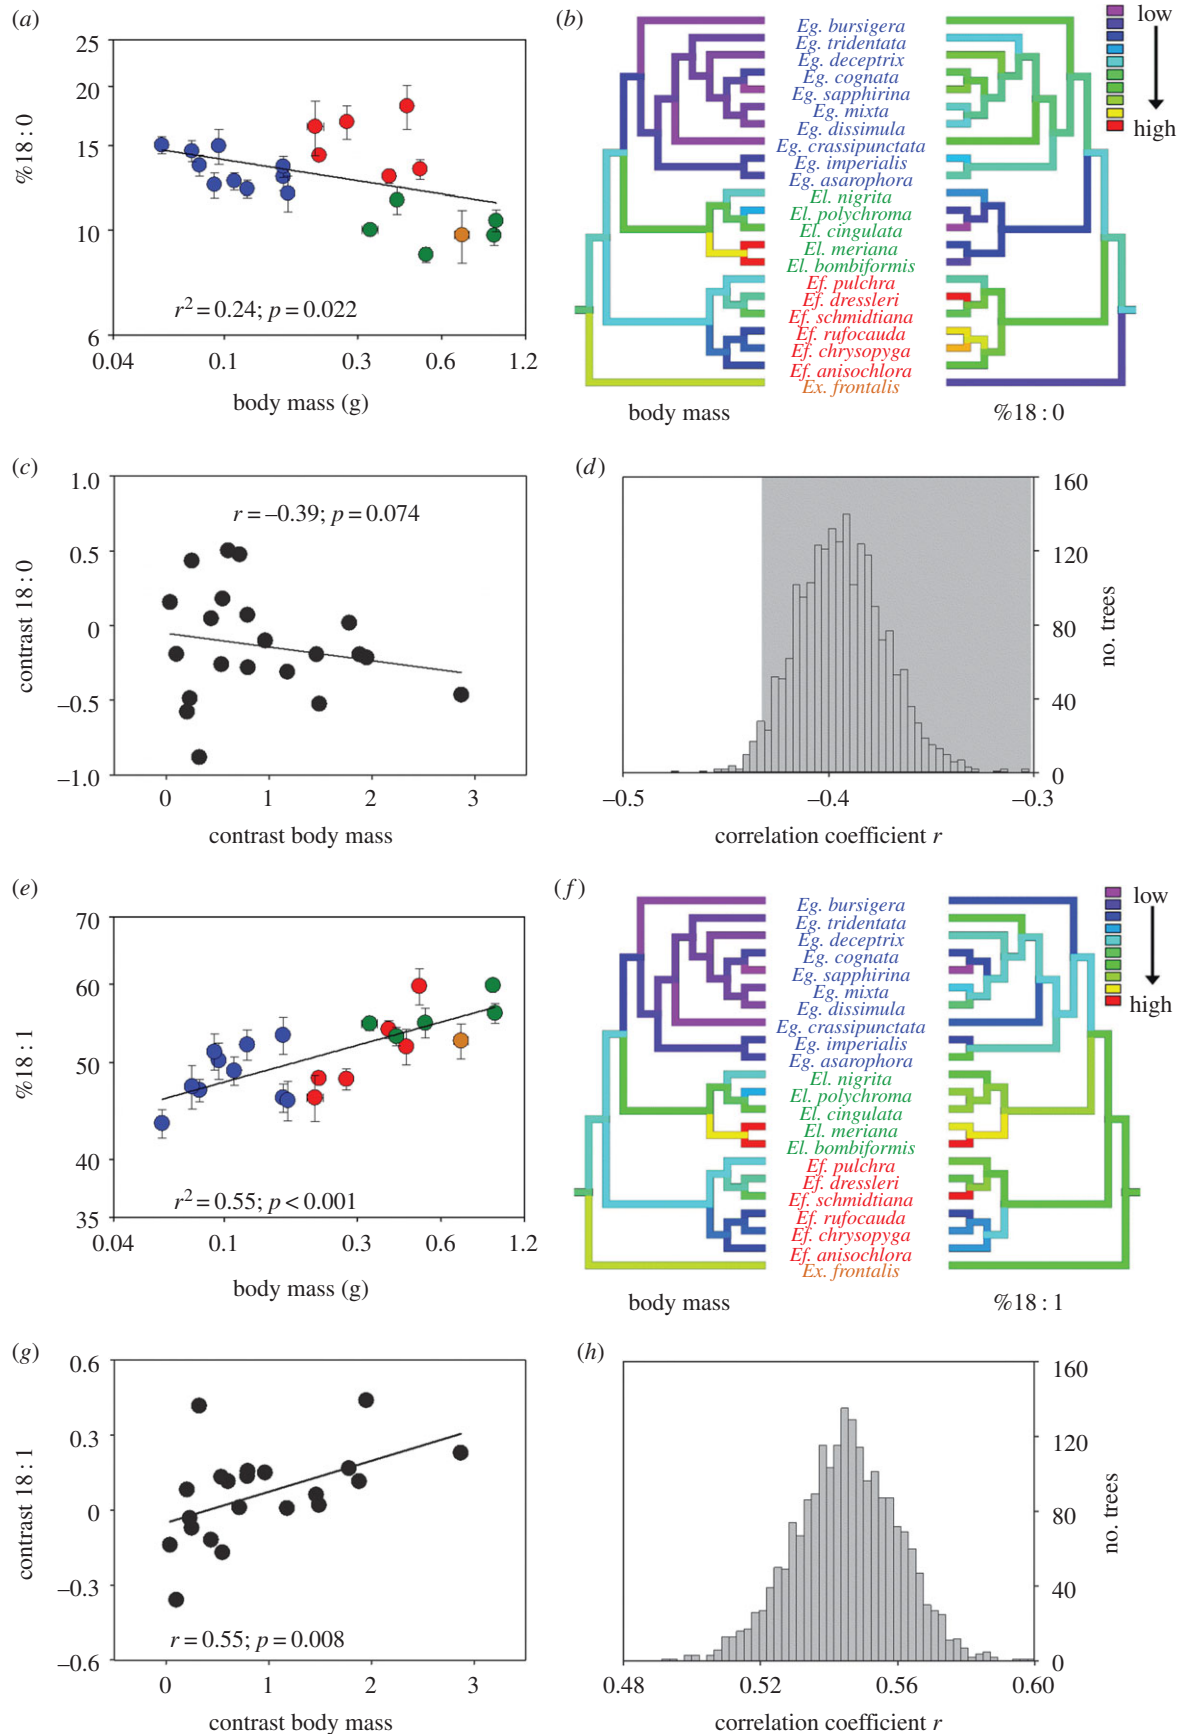 (a)
25
20
15
10
6
%18:0
r² = 0.24; p = 0.022
0.04 0.1 0.3 0.6 1.2
body mass (g)
(b)
Eg. bursigera
Eg. tridentata
Eg. deceptrix
Eg. cognata
Eg. sapphirina
Eg. mixta
Eg. dissimula
Eg. crassipunctata
Eg. imperialis
Eg. asarophora
El. nigrita
El. polychroma
El. cingulata
El. meriana
El. bombiformis
Ef. pulchra
Ef. dressleri
Ef. schmidtiana
Ef. rufocauda
Ef. chrysopyga
Ef. anisochlora
Ex. frontalis
low
high
body mass %18:0
(c)
1.0
0.5
0
–0.5
–1.0
contrast 18:0
r = –0.39; p = 0.074
0 1 2 3
contrast body mass
(d)
160
120
80
40
0
no. trees
–0.5 –0.4 –0.3
correlation coefficient r
(e)
70
60
50
40
35
%18:1
r² = 0.55; p < 0.001
0.04 0.1 0.3 0.6 1.2
body mass (g)
(f)
Eg. bursigera
Eg. tridentata
Eg. deceptrix
Eg. cognata
Eg. sapphirina
Eg. mixta
Eg. dissimula
Eg. crassipunctata
Eg. imperialis
Eg. asarophora
El. nigrita
El. polychroma
El. cingulata
El. meriana
El. bombiformis
Ef. pulchra
Ef. dressleri
Ef. schmidtiana
Ef. rufocauda
Ef. chrysopyga
Ef. anisochlora
Ex. frontalis
low
high
body mass %18:1
(g)
0.6
0.3
0
–0.3
–0.6
contrast 18:1
r = 0.55; p = 0.008
0 1 2 3
contrast body mass
(h)
160
120
80
40
0
no. trees
0.48 0.52 0.56 0.60
correlation coefficient r